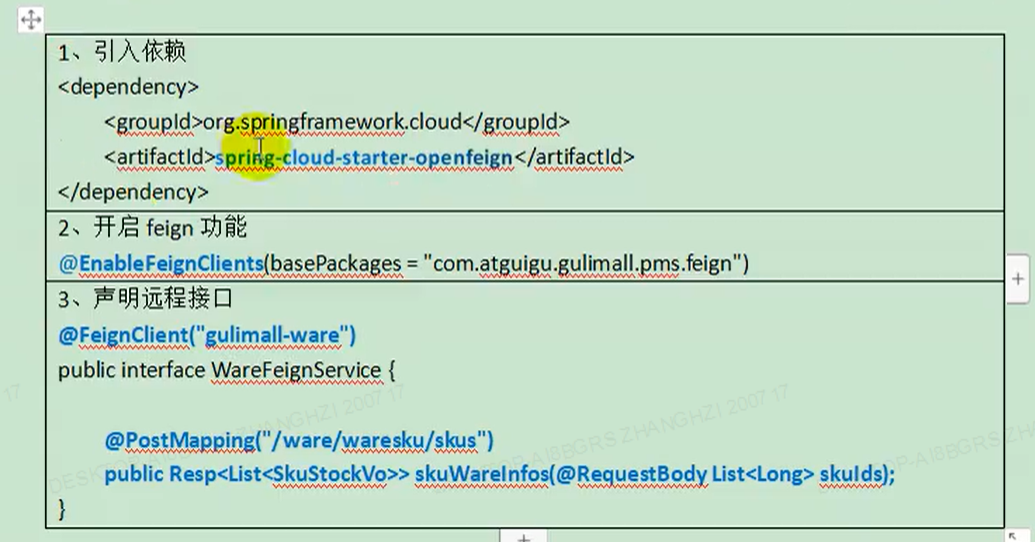 1、引入依赖
<dependency>
<groupId>org.springframework.cloud</groupId>
<artifactId>spring-cloud-starter-openfeign</artifactId>
</dependency>
2、开启 feign 功能
@EnableFeignClients(basePackages = "com.atguigu.gulimall.pms.feign")
3、声明远程接口
@FeignClient("gulimall-ware")
public interface WareFeignService {
@PostMapping("/ware/waresku/skus")
public Resp<List<SkuStockVo>> skuWareInfos(@RequestBody List<Long> skuIds);
}